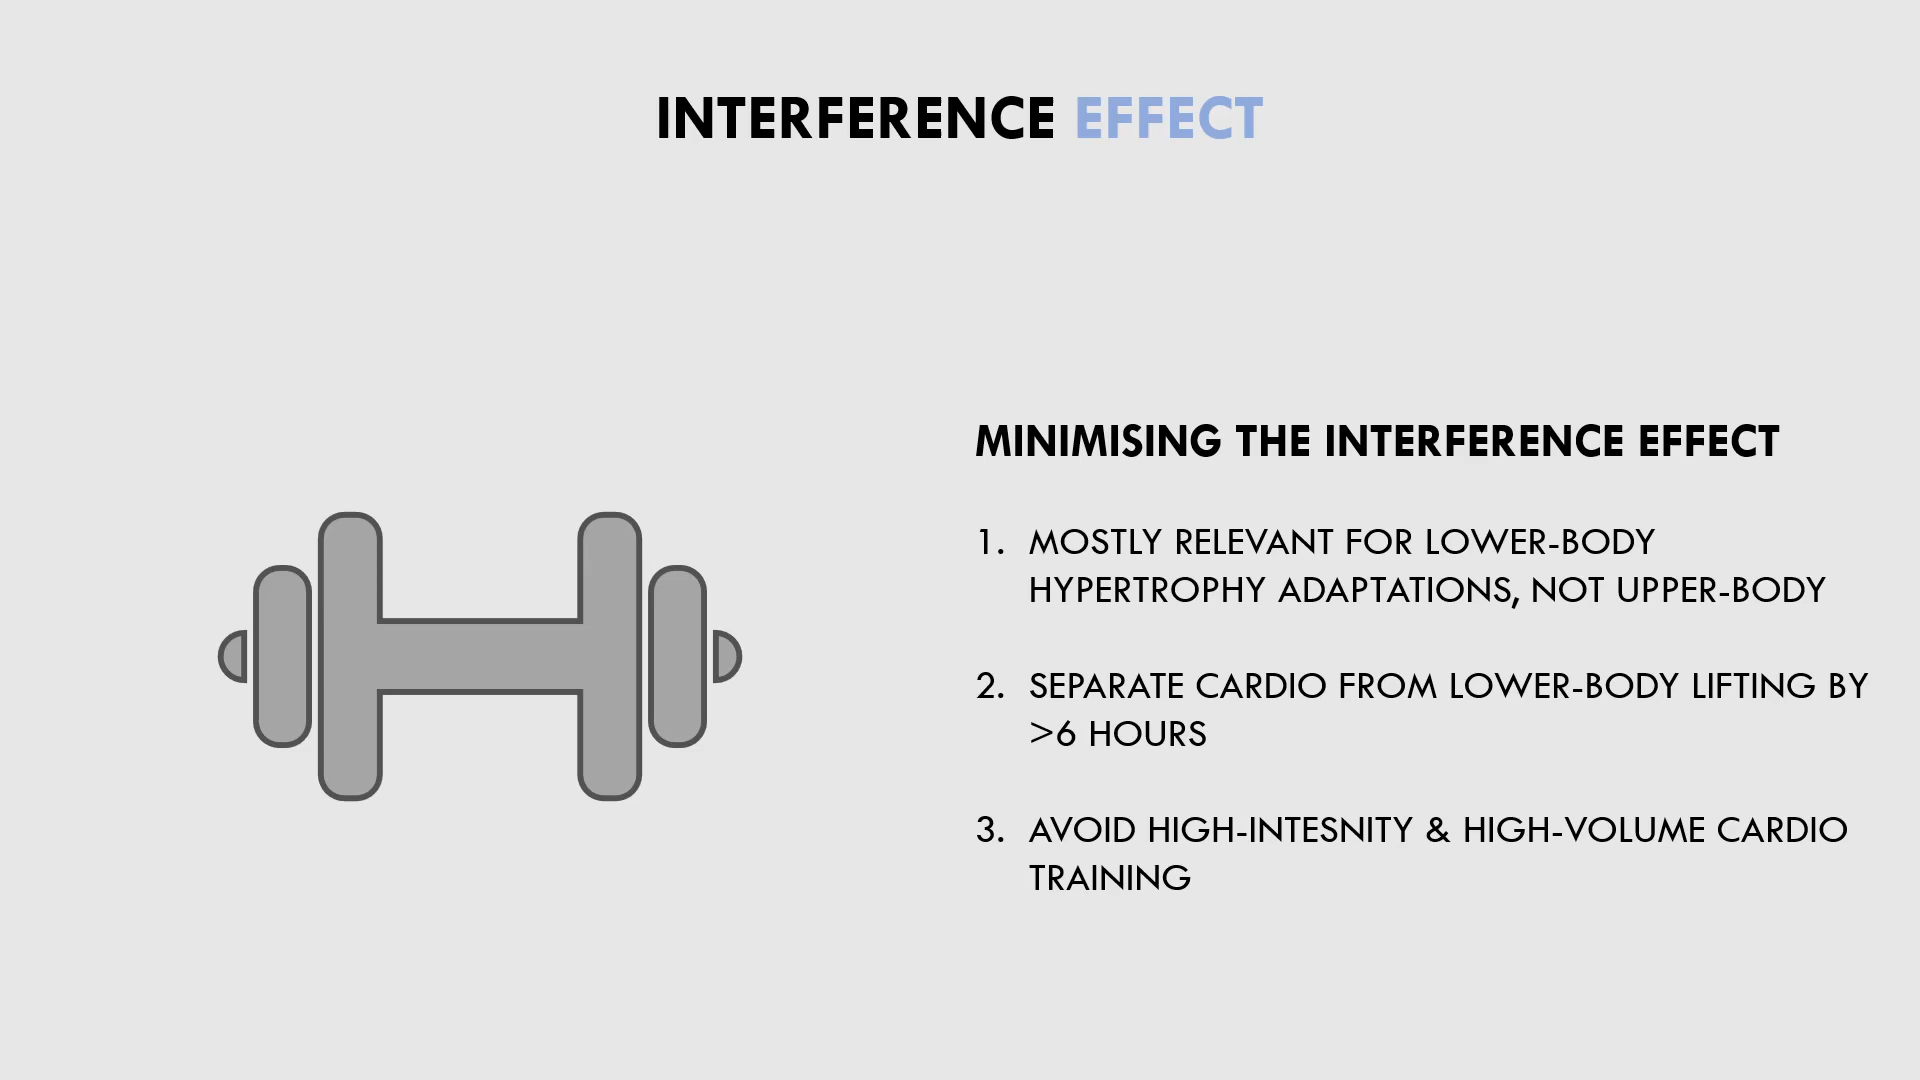 INTERFERENCE EFFECT
MINIMISING THE INTERFERENCE EFFECT
1. MOSTLY RELEVANT FOR LOWER-BODY
HYPERTROPHY ADAPTATIONS, NOT UPPER-BODY
2. SEPARATE CARDIO FROM LOWER-BODY LIFTING BY
>6 HOURS
3. AVOID HIGH-INTESNITY & HIGH-VOLUME CARDIO
TRAINING